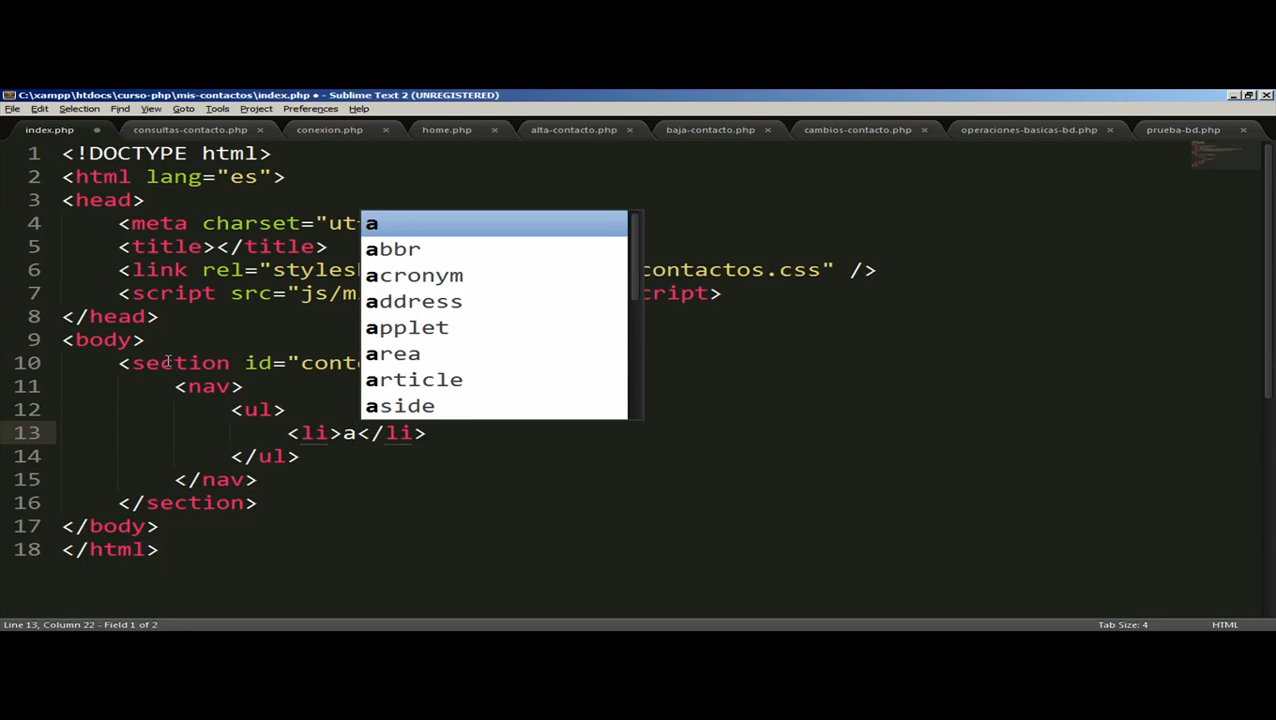 C:\xampp\htdocs\curso-php\mis-contactos\index.php • - Sublime Text 2 (UNREGISTERED)
File Edit Selection Find View Goto Tools Project Preferences Help
index.php consultas-contacto.php conexion.php home.php alta-contacto.php baja-contacto.php cambios-contacto.php operaciones-basicas-bd.php prueba-bd.php
1 <!DOCTYPE html>
2 <html lang="es">
3 <head>
4 <meta charset="ut
5 <title></title>
6 <link rel="styles contactos.css" />
7 <script src="js/m cript>
8 </head>
9 <body>
10 <section id="cont
11 <nav>
12 <ul>
13 <li>a</li>
14 </ul>
15 </nav>
16 </section>
17 </body>
18 </html>
a
abbr
acronym
address
applet
area
article
aside
Line 13, Column 22 - Field 1 of 2 Tab Size: 4 HTML